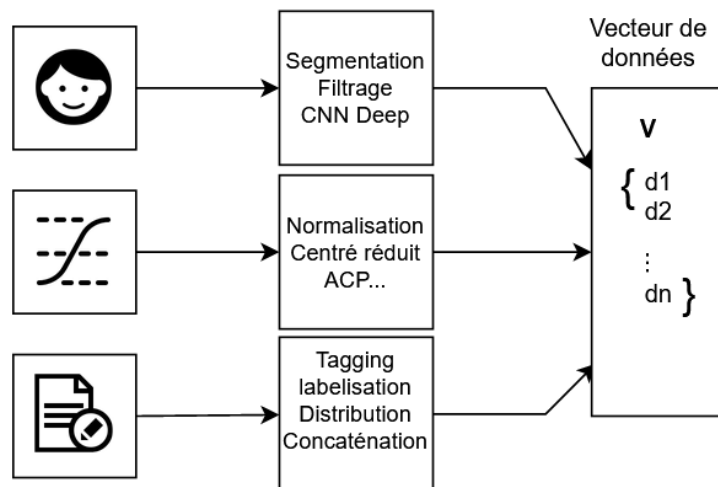 Segmentation
Filtrage
CNN Deep
Normalisation
Centré réduit
ACP...
Tagging
labelisation
Distribution
Concaténation
Vecteur de
données
V
{ d1
d2
⋮
dn }